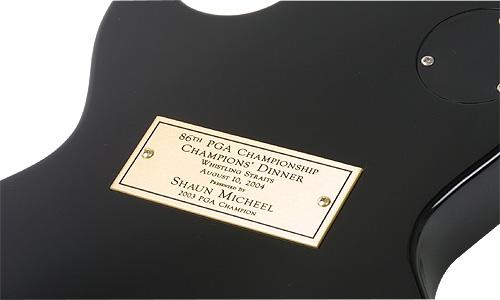 86TH PGA CHAMPIONSHIP
CHAMPIONS' DINNER
WHISTLING STRAITS
AUGUST 10, 2004
PRESENTED BY
SHAUN MICHEEL
2003 PGA CHAMPION